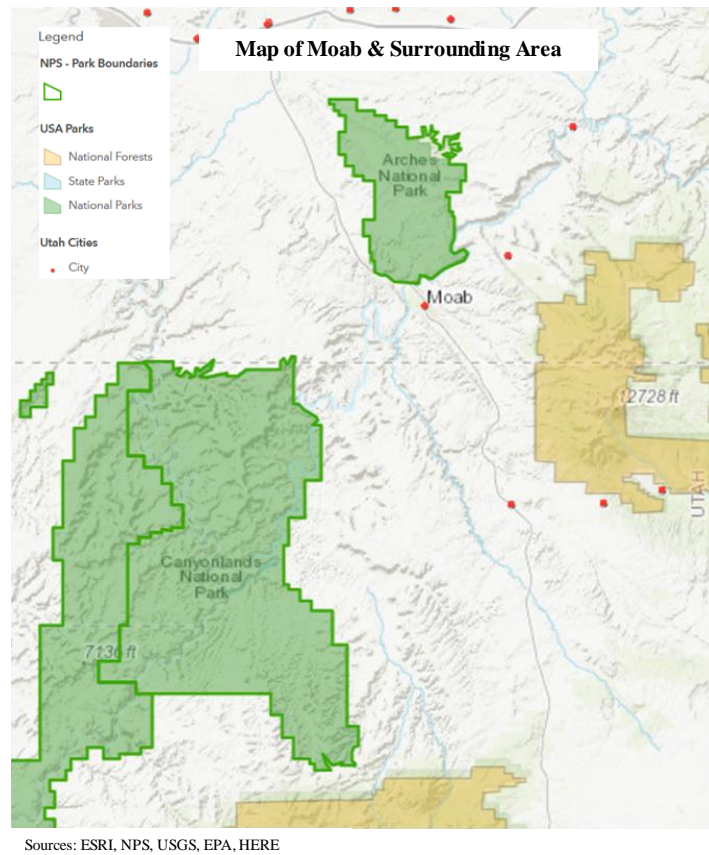 Legend
Map of Moab & Surrounding Area
NPS - Park Boundaries
USA Parks
National Forests
State Parks
National Parks
Utah Cities
City
Arches
National
Park
Moab
12728 ft
UTAH
Canyonlands
National
Park
7136 ft
Sources: ESRI, NPS, USGS, EPA, HERE